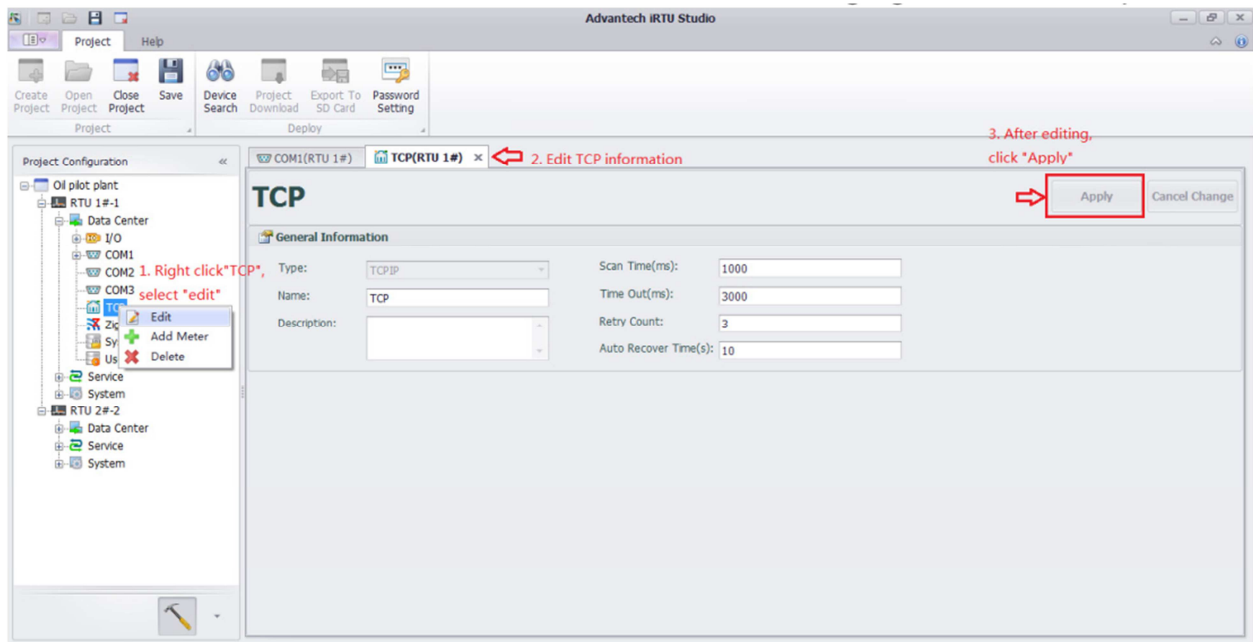 Advantech iRTU Studio
Project Help
Create Project
Open Project
Close Project
Save
Device Search
Project Download
Export To SD Card
Password Setting
Project
Deploy
3. After editing,
click "Apply"
Project Configuration
COM1(RTU 1#)
TCP(RTU 1#)
2. Edit TCP information
TCP
Apply
Cancel Change
Oil pilot plant
RTU 1#-1
Data Center
I/O
COM1
COM2
COM3
1. Right click"TCP",
select "edit"
Edit
Add Meter
Delete
Service
System
RTU 2#-2
Data Center
Service
System
General Information
Type: TCPIP
Name: TCP
Description:
Scan Time(ms): 1000
Time Out(ms): 3000
Retry Count: 3
Auto Recover Time(s): 10